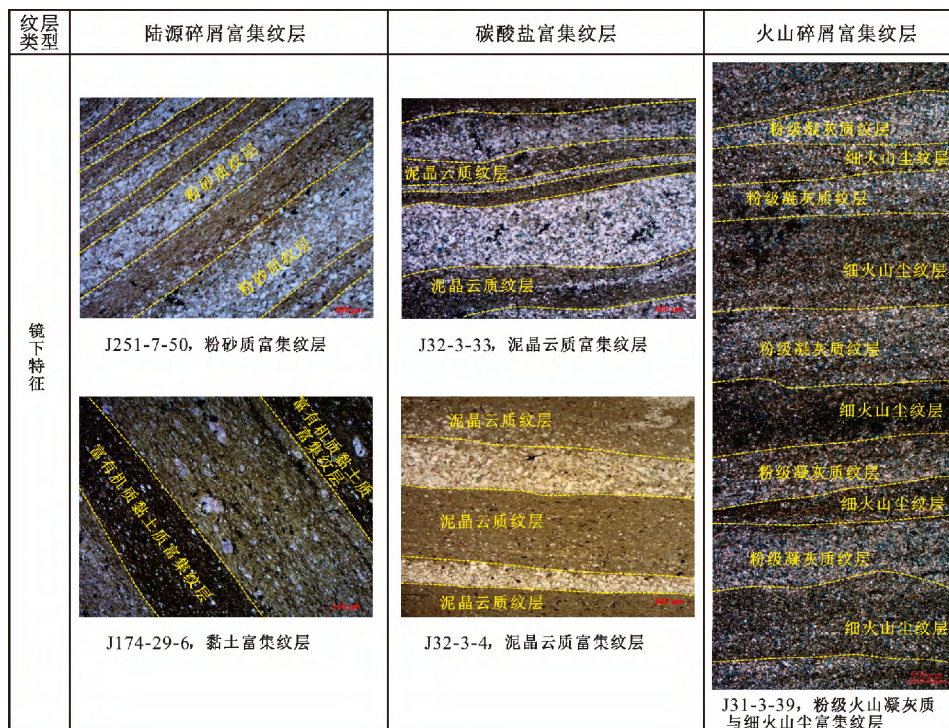 纹层
类型
陆源碎屑富集纹层
碳酸盐富集纹层
火山碎屑富集纹层
镜下特征
粉砂质纹层
粉砂质纹层
J251-7-50，粉砂质富集纹层
富有机质黏土质富集纹层
富有机质黏土质
富集纹层
J174-29-6，黏土富集纹层
泥晶云质纹层
泥晶云质纹层
J32-3-33，泥晶云质富集纹层
泥晶云质纹层
泥晶云质纹层
泥晶云质纹层
J32-3-4，泥晶云质富集纹层
粉级凝灰质纹层
细火山尘纹层
粉级凝灰质纹层
细火山尘纹层
粉级凝灰质纹层
细火山尘纹层
粉级凝灰质纹层
细火山尘纹层
粉级凝灰质纹层
细火山尘纹层
J31-3-39，粉级火山凝灰质
与细火山尘富集纹层